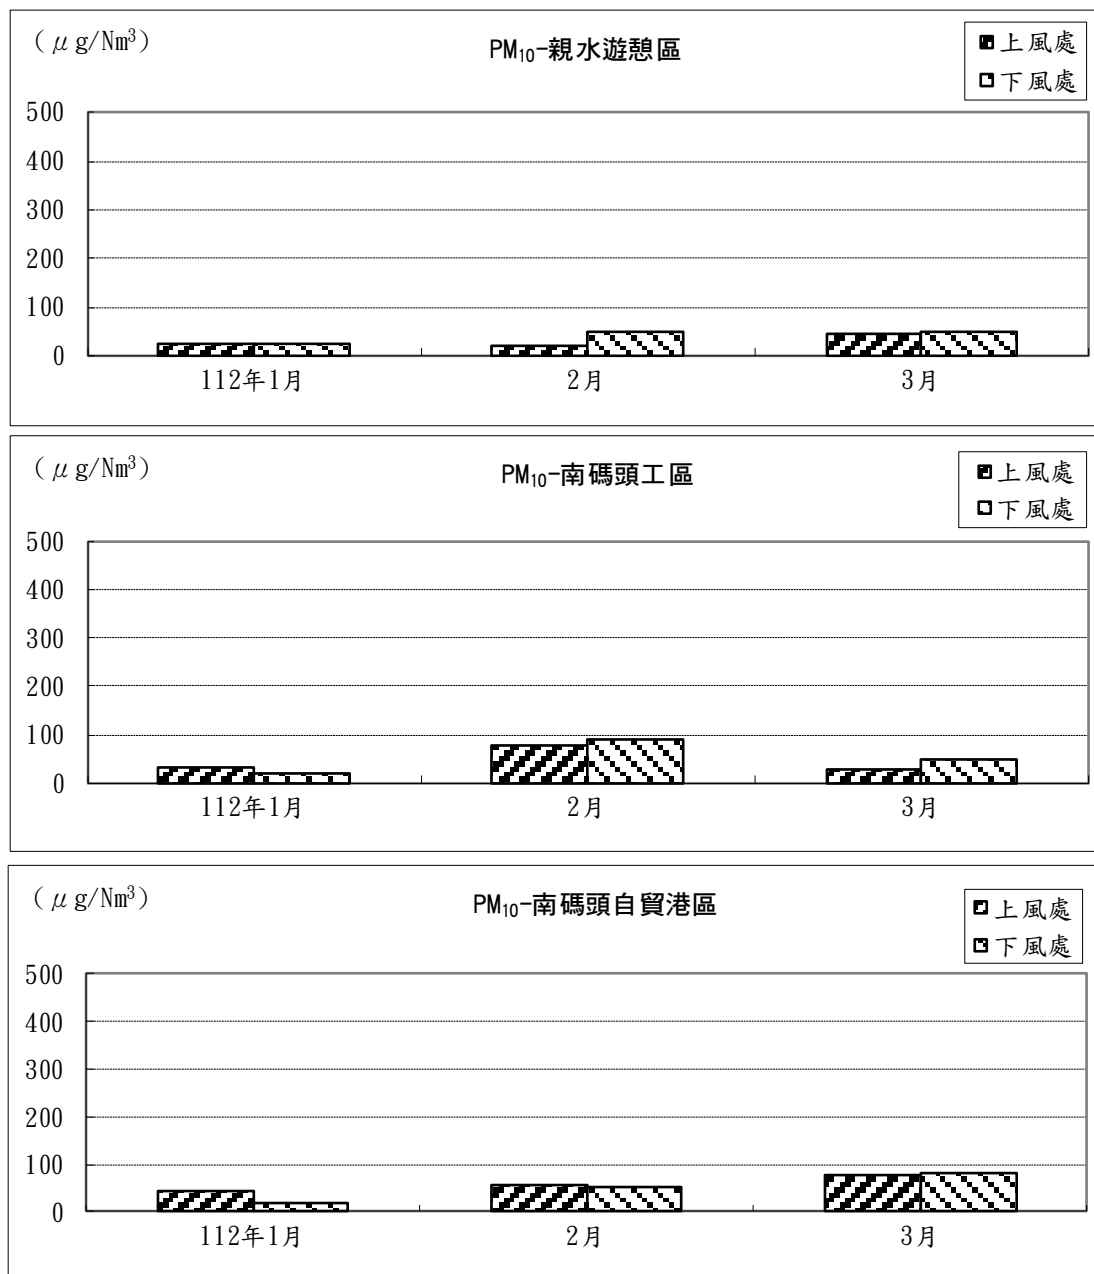 （μg/Nm³）
PM₁₀-親水遊憩區
上風處
下風處
500
400
300
200
100
0
112年1月 2月 3月
（μg/Nm³）
PM₁₀-南碼頭工區
上風處
下風處
500
400
300
200
100
0
112年1月 2月 3月
（μg/Nm³）
PM₁₀-南碼頭自貿港區
上風處
下風處
500
400
300
200
100
0
112年1月 2月 3月